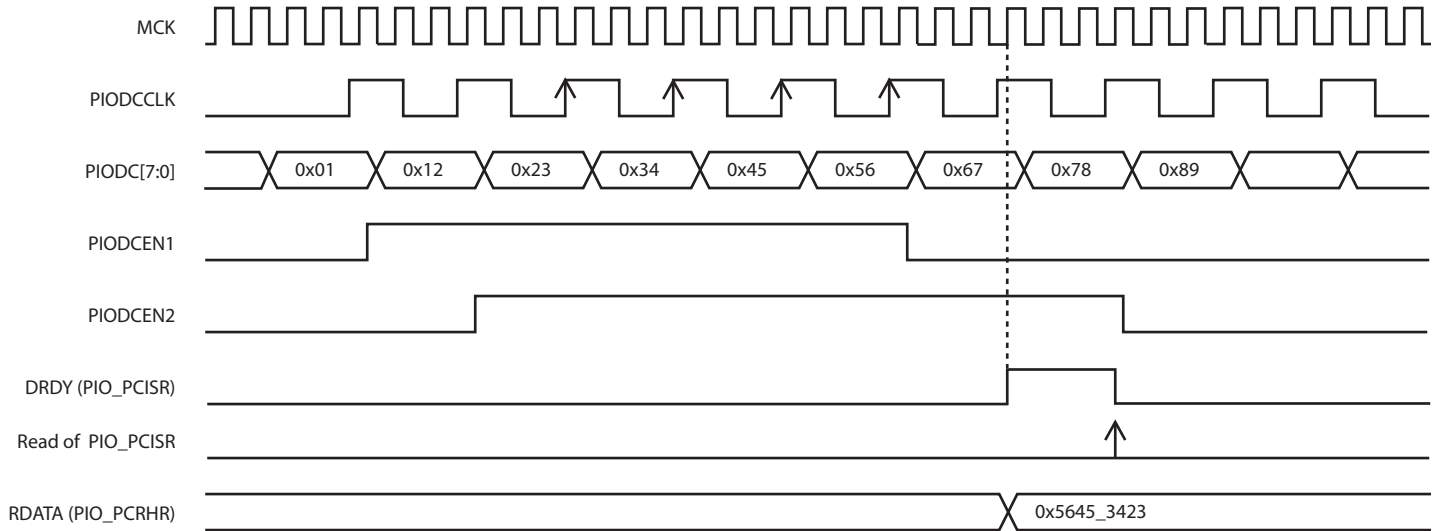 MCK
PIODCCLK
PIODC[7:0] 0x01 0x12 0x23 0x34 0x45 0x56 0x67 0x78 0x89
PIODCEN1
PIODCEN2
DRDY (PIO_PCISR)
Read of PIO_PCISR
RDATA (PIO_PCRHR) 0x5645_3423